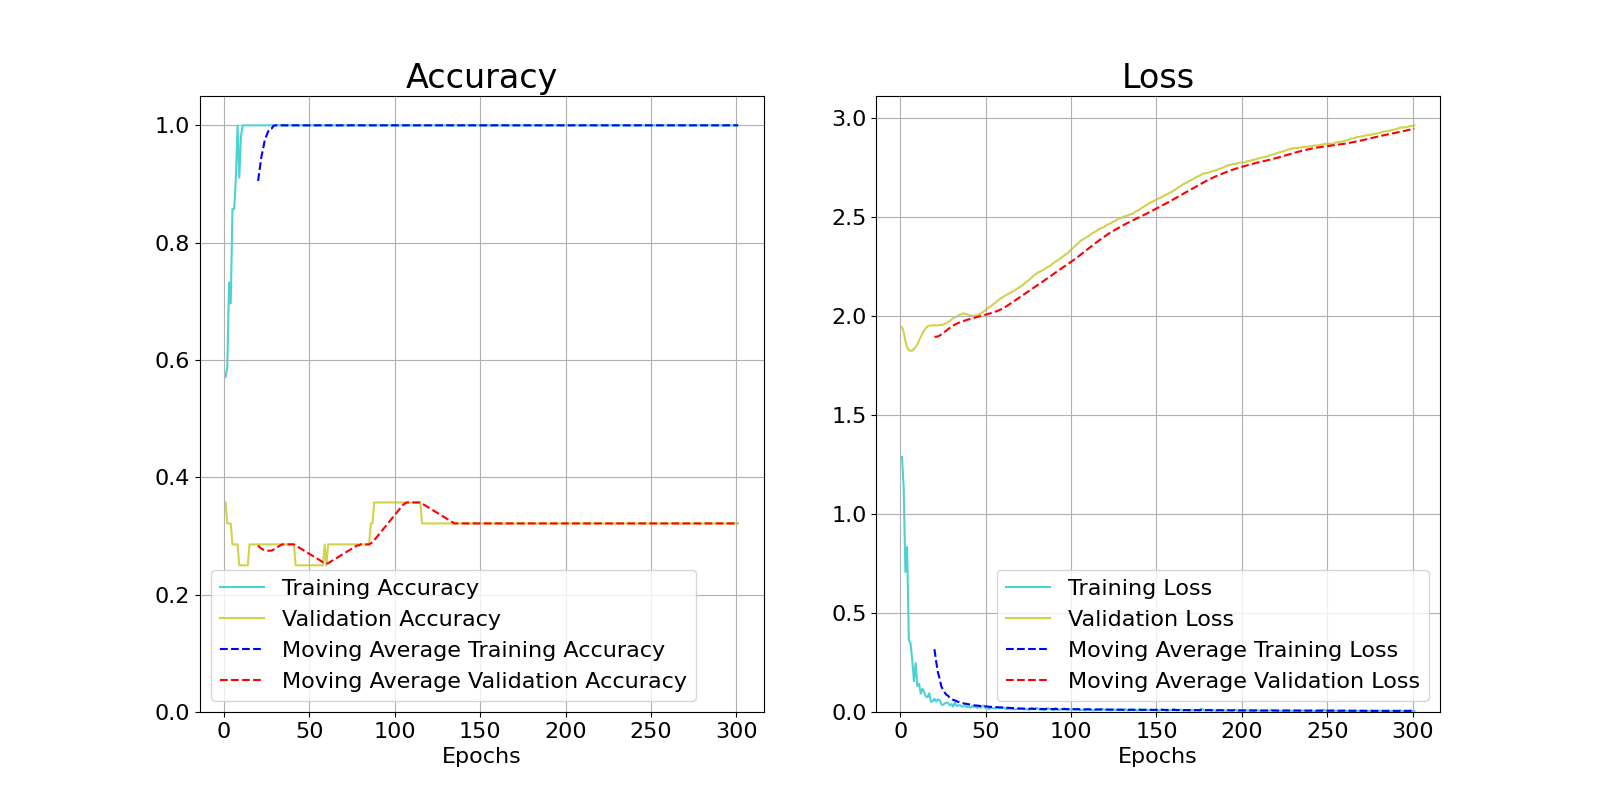 Accuracy
1.0
0.8
0.6
0.4
0.2
0.0
Training Accuracy
Validation Accuracy
Moving Average Training Accuracy
Moving Average Validation Accuracy
0 50 100 150 200 250 300
Epochs
Loss
3.0
2.5
2.0
1.5
1.0
0.5
0.0
Training Loss
Validation Loss
Moving Average Training Loss
Moving Average Validation Loss
0 50 100 150 200 250 300
Epochs